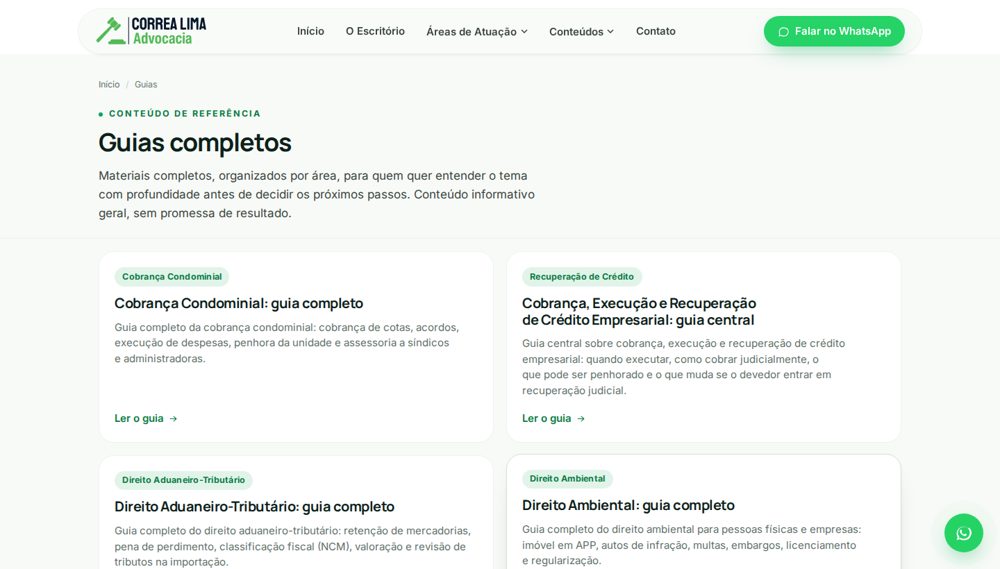 CORREA LIMA
Advocacia
Início
O Escritório
Áreas de Atuação
Conteúdos
Contato
Falar no WhatsApp
Início / Guias
CONTEÚDO DE REFERÊNCIA
Guias completos
Materiais completos, organizados por área, para quem quer entender o tema
com profundidade antes de decidir os próximos passos. Conteúdo informativo
geral, sem promessa de resultado.
Cobrança Condominial
Cobrança Condominial: guia completo
Guia completo da cobrança condominial: cobrança de cotas, acordos,
execução de despesas, penhora da unidade e assessoria a síndicos
e administradoras.
Ler o guia →
Recuperação de Crédito
Cobrança, Execução e Recuperação
de Crédito Empresarial: guia central
Guia central sobre cobrança, execução e recuperação de crédito
empresarial: quando executar, como cobrar judicialmente, o
que pode ser penhorado e o que muda se o devedor entrar em
recuperação judicial.
Ler o guia →
Direito Aduaneiro-Tributário
Direito Aduaneiro-Tributário: guia completo
Guia completo do direito aduaneiro-tributário: retenção de mercadorias,
pena de perdimento, classificação fiscal (NCM), valoração e revisão de
tributos na importação.
Direito Ambiental
Direito Ambiental: guia completo
Guia completo do direito ambiental para pessoas físicas e empresas:
imóvel em APP, autos de infração, multas, embargos, licenciamento
e regularização.